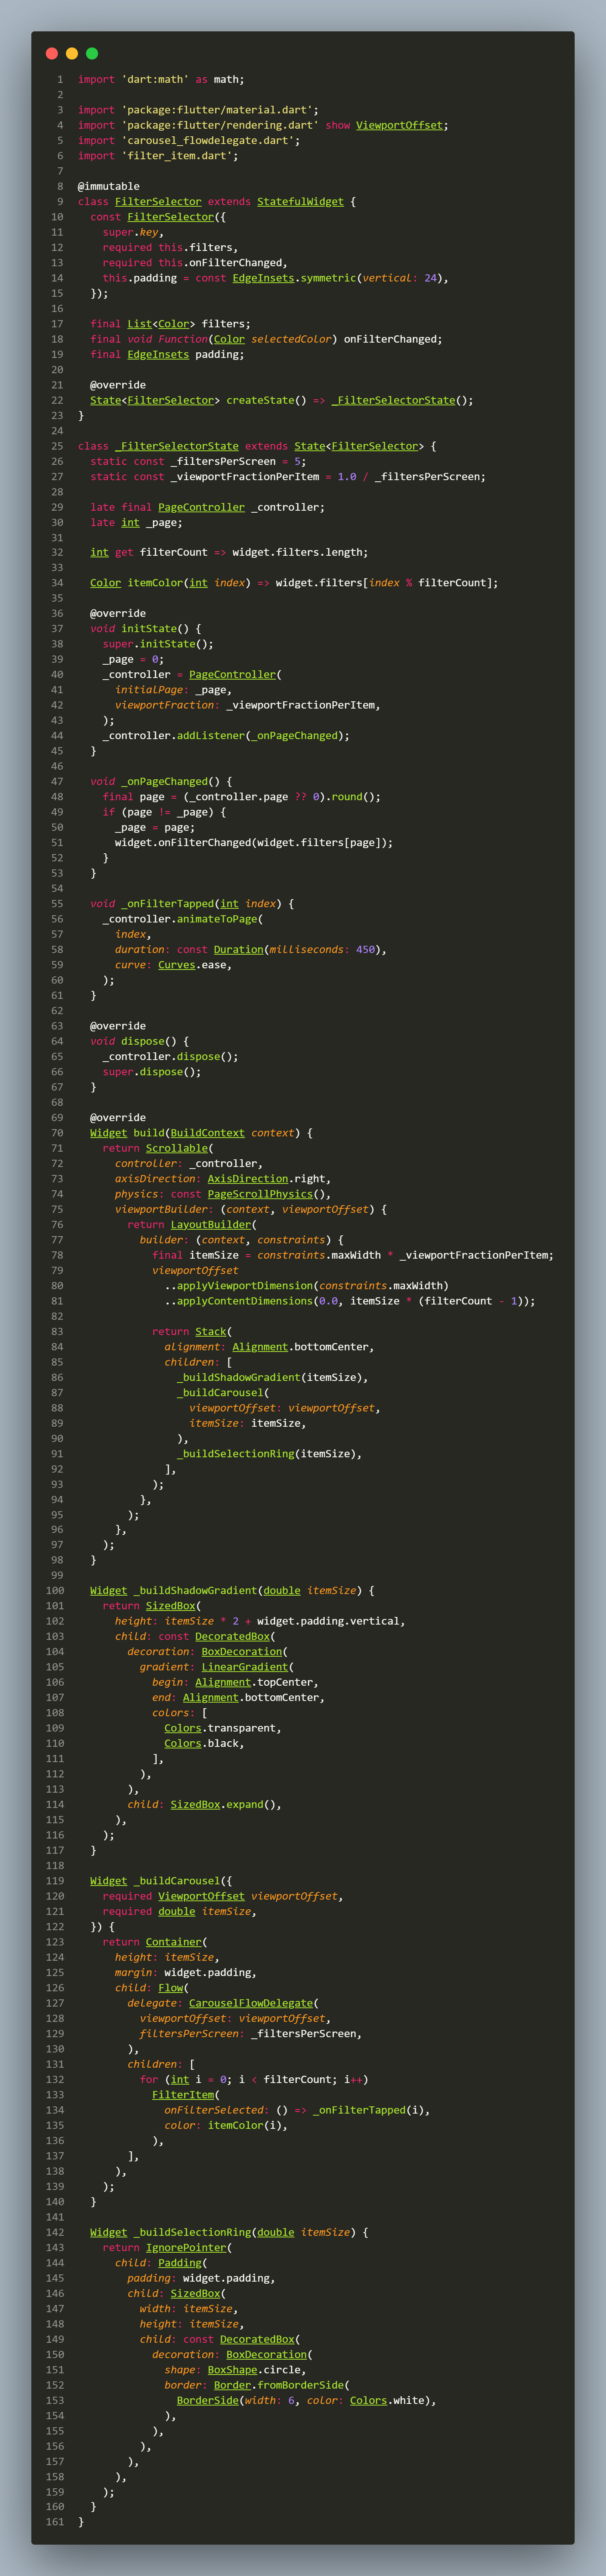 1 import 'dart:math' as math;
2
3 import 'package:flutter/material.dart';
4 import 'package:flutter/rendering.dart' show ViewportOffset;
5 import 'carousel_flowdelegate.dart';
6 import 'filter_item.dart';
7
8 @immutable
9 class FilterSelector extends StatefulWidget {
10   const FilterSelector({
11     super.key,
12     required this.filters,
13     required this.onFilterChanged,
14     this.padding = const EdgeInsets.symmetric(vertical: 24),
15   });
16
17   final List<Color> filters;
18   final void Function(Color selectedColor) onFilterChanged;
19   final EdgeInsets padding;
20
21   @override
22   State<FilterSelector> createState() => _FilterSelectorState();
23 }
24
25 class _FilterSelectorState extends State<FilterSelector> {
26   static const _filtersPerScreen = 5;
27   static const _viewportFractionPerItem = 1.0 / _filtersPerScreen;
28
29   late final PageController _controller;
30   late int _page;
31
32   int get filterCount => widget.filters.length;
33
34   Color itemColor(int index) => widget.filters[index % filterCount];
35
36   @override
37   void initState() {
38     super.initState();
39     _page = 0;
40     _controller = PageController(
41       initialPage: _page,
42       viewportFraction: _viewportFractionPerItem,
43     );
44     _controller.addListener(_onPageChanged);
45   }
46
47   void _onPageChanged() {
48     final page = (_controller.page ?? 0).round();
49     if (page != _page) {
50       _page = page;
51       widget.onFilterChanged(widget.filters[page]);
52     }
53   }
54
55   void _onFilterTapped(int index) {
56     _controller.animateToPage(
57       index,
58       duration: const Duration(milliseconds: 450),
59       curve: Curves.ease,
60     );
61   }
62
63   @override
64   void dispose() {
65     _controller.dispose();
66     super.dispose();
67   }
68
69   @override
70   Widget build(BuildContext context) {
71     return Scrollable(
72       controller: _controller,
73       axisDirection: AxisDirection.right,
74       physics: const PageScrollPhysics(),
75       viewportBuilder: (context, viewportOffset) {
76         return LayoutBuilder(
77           builder: (context, constraints) {
78             final itemSize = constraints.maxWidth * _viewportFractionPerItem;
79             viewportOffset
80               ..applyViewportDimension(constraints.maxWidth)
81               ..applyContentDimensions(0.0, itemSize * (filterCount - 1));
82
83             return Stack(
84               alignment: Alignment.bottomCenter,
85               children: [
86                 _buildShadowGradient(itemSize),
87                 _buildCarousel(
88                   viewportOffset: viewportOffset,
89                   itemSize: itemSize,
90                 ),
91                 _buildSelectionRing(itemSize),
92               ],
93             );
94           },
95         );
96       },
97     );
98   }
99
100   Widget _buildShadowGradient(double itemSize) {
101     return SizedBox(
102       height: itemSize * 2 + widget.padding.vertical,
103       child: const DecoratedBox(
104         decoration: BoxDecoration(
105           gradient: LinearGradient(
106             begin: Alignment.topCenter,
107             end: Alignment.bottomCenter,
108             colors: [
109               Colors.transparent,
110               Colors.black,
111             ],
112           ),
113         ),
114         child: SizedBox.expand(),
115       ),
116     );
117   }
118
119   Widget _buildCarousel({
120     required ViewportOffset viewportOffset,
121     required double itemSize,
122   }) {
123     return Container(
124       height: itemSize,
125       margin: widget.padding,
126       child: Flow(
127         delegate: CarouselFlowDelegate(
128           viewportOffset: viewportOffset,
129           filtersPerScreen: _filtersPerScreen,
130         ),
131         children: [
132           for (int i = 0; i < filterCount; i++)
133             FilterItem(
134               onFilterSelected: () => _onFilterTapped(i),
135               color: itemColor(i),
136             ),
137         ],
138       ),
139     );
140   }
141
142   Widget _buildSelectionRing(double itemSize) {
143     return IgnorePointer(
144       child: Padding(
145         padding: widget.padding,
146         child: SizedBox(
147           width: itemSize,
148           height: itemSize,
149           child: const DecoratedBox(
150             decoration: BoxDecoration(
151               shape: BoxShape.circle,
152               border: Border.fromBorderSide(
153                 BorderSide(width: 6, color: Colors.white),
154               ),
155             ),
156           ),
157         ),
158       ),
159     );
160   }
161 }